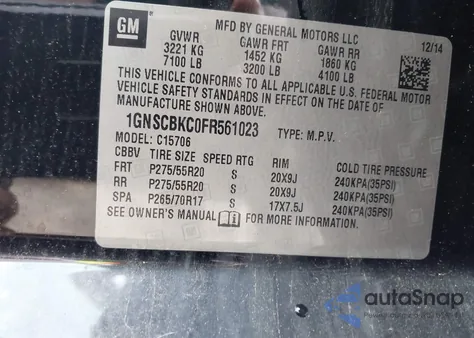 GM
MFD BY GENERAL MOTORS LLC
GVWR GAWR FRT GAWR RR 12/14
3221 KG 1452 KG 1860 KG
7100 LB 3200 LB 4100 LB
THIS VEHICLE CONFORMS TO ALL APPLICABLE U.S. FEDERAL MOTOR
VEHICLE SAFETY STANDARDS IN EFFECT ON THE DATE OF
MANUFACTURE SHOWN ABOVE.
1GNSCBKC0FR561023 TYPE: M.P.V.
MODEL: C15706
CBBV TIRE SIZE SPEED RTG RIM COLD TIRE PRESSURE
FRT P275/55R20 S 20X9J 240KPA(35PSI)
RR P275/55R20 S 20X9J 240KPA(35PSI)
SPA P265/70R17 S 17X7.5J 240KPA(35PSI)
SEE OWNER'S MANUAL
autoSnap